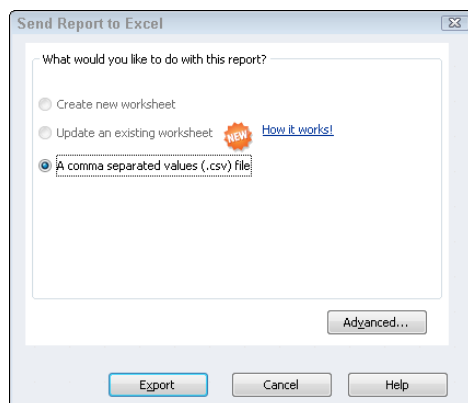 Send Report to Excel
What would you like to do with this report?
Create new worksheet
Update an existing worksheet NEW How it works!
A comma separated values (.csv) file
Advanced...
Export Cancel Help